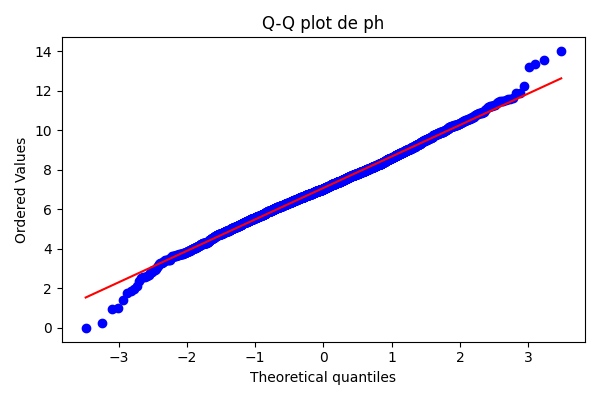 Q-Q plot de ph
Ordered Values
14
12
10
8
6
4
2
0
−3 −2 −1 0 1 2 3
Theoretical quantiles